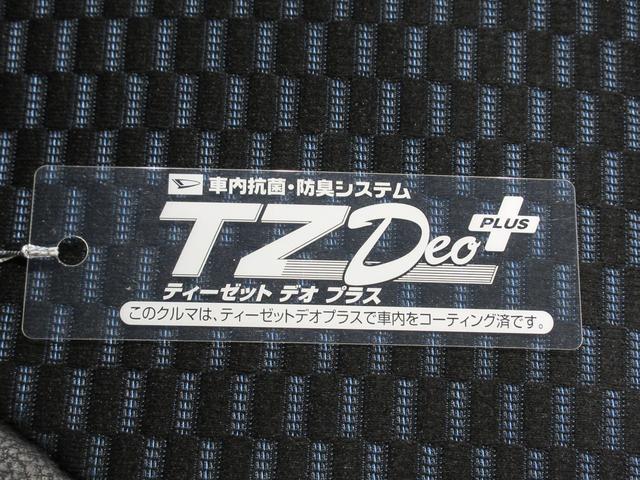 車内抗菌・防臭システム
TZ Deo PLUS
ティーゼット デオ プラス
このクルマは、ティーゼットデオプラスで車内をコーティング済です。